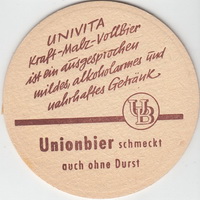 UNIVITA
Kraft-Malz-Vollbier
ist ein ausgesprochen
mildes, alkoholarmes und
nahrhaftes Getränk
UB
Unionbier schmeckt
auch ohne Durst